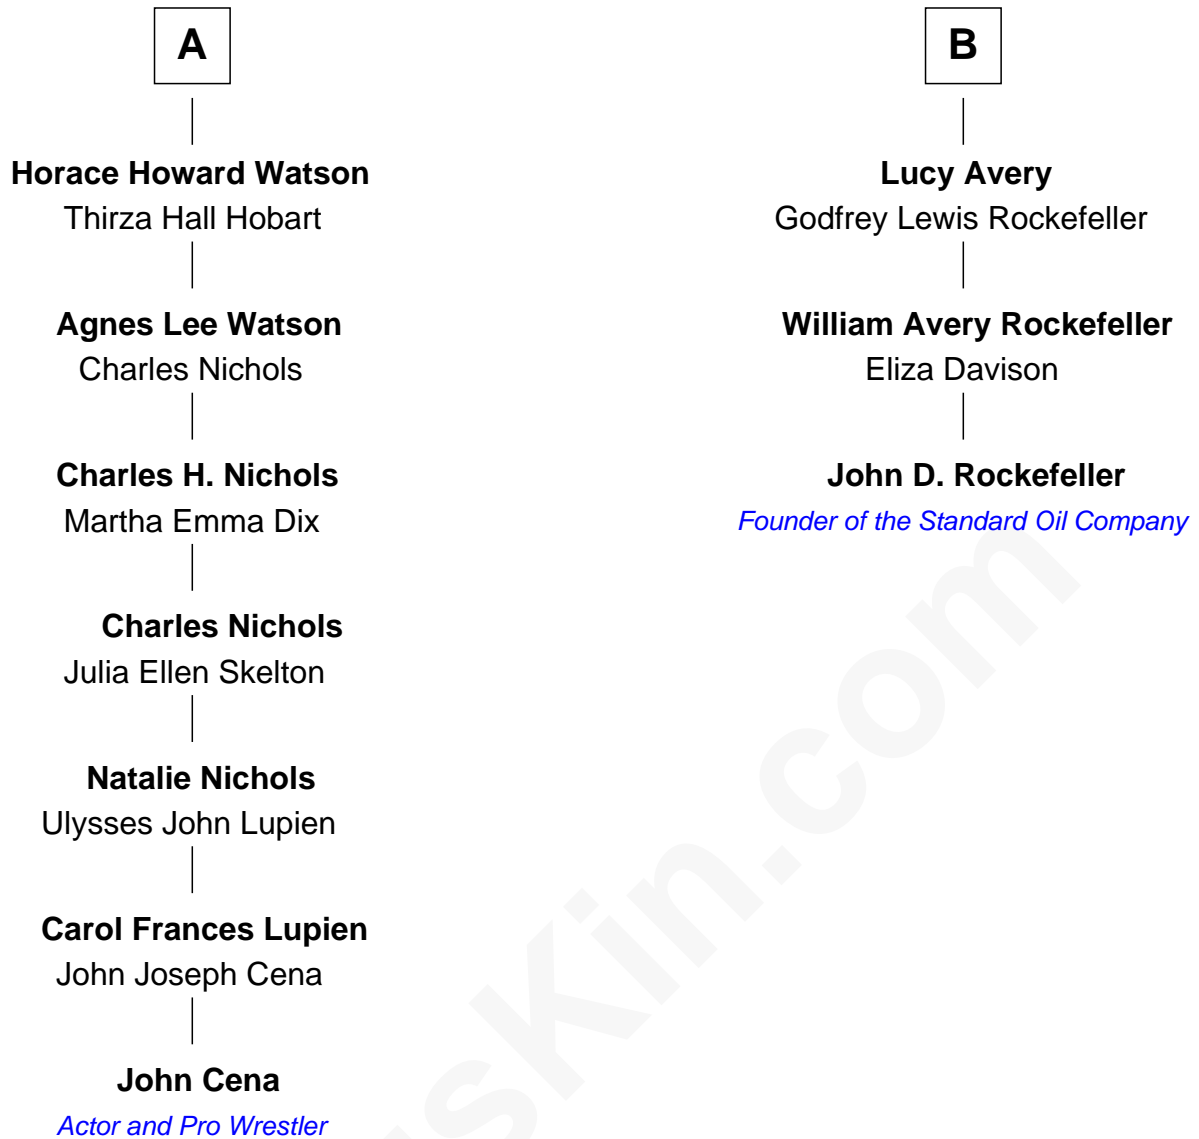 A
Horace Howard Watson
Thirza Hall Hobart
Agnes Lee Watson
Charles Nichols
Charles H. Nichols
Martha Emma Dix
Charles Nichols
Julia Ellen Skelton
Natalie Nichols
Ulysses John Lupien
Carol Frances Lupien
John Joseph Cena
John Cena
Actor and Pro Wrestler
B
Lucy Avery
Godfrey Lewis Rockefeller
William Avery Rockefeller
Eliza Davison
John D. Rockefeller
Founder of the Standard Oil Company
sKin.com